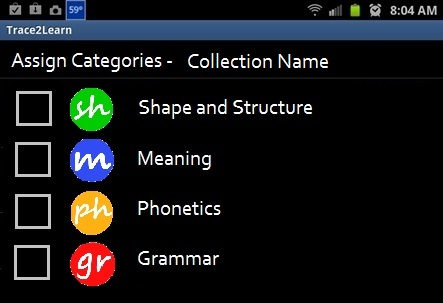 59° 8:04 AM
Trace2Learn
Assign Categories - Collection Name
sh Shape and Structure
m Meaning
ph Phonetics
gr Grammar